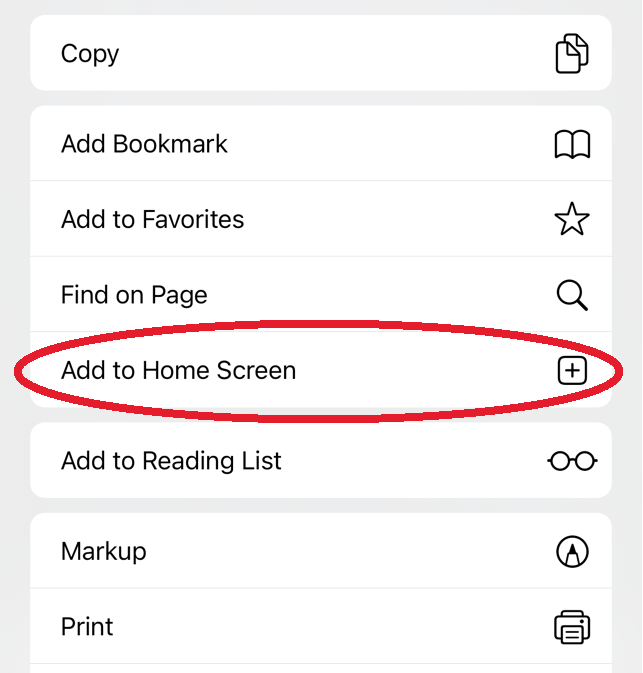 Copy
Add Bookmark
Add to Favorites
Find on Page
Add to Home Screen
Add to Reading List
Markup
Print